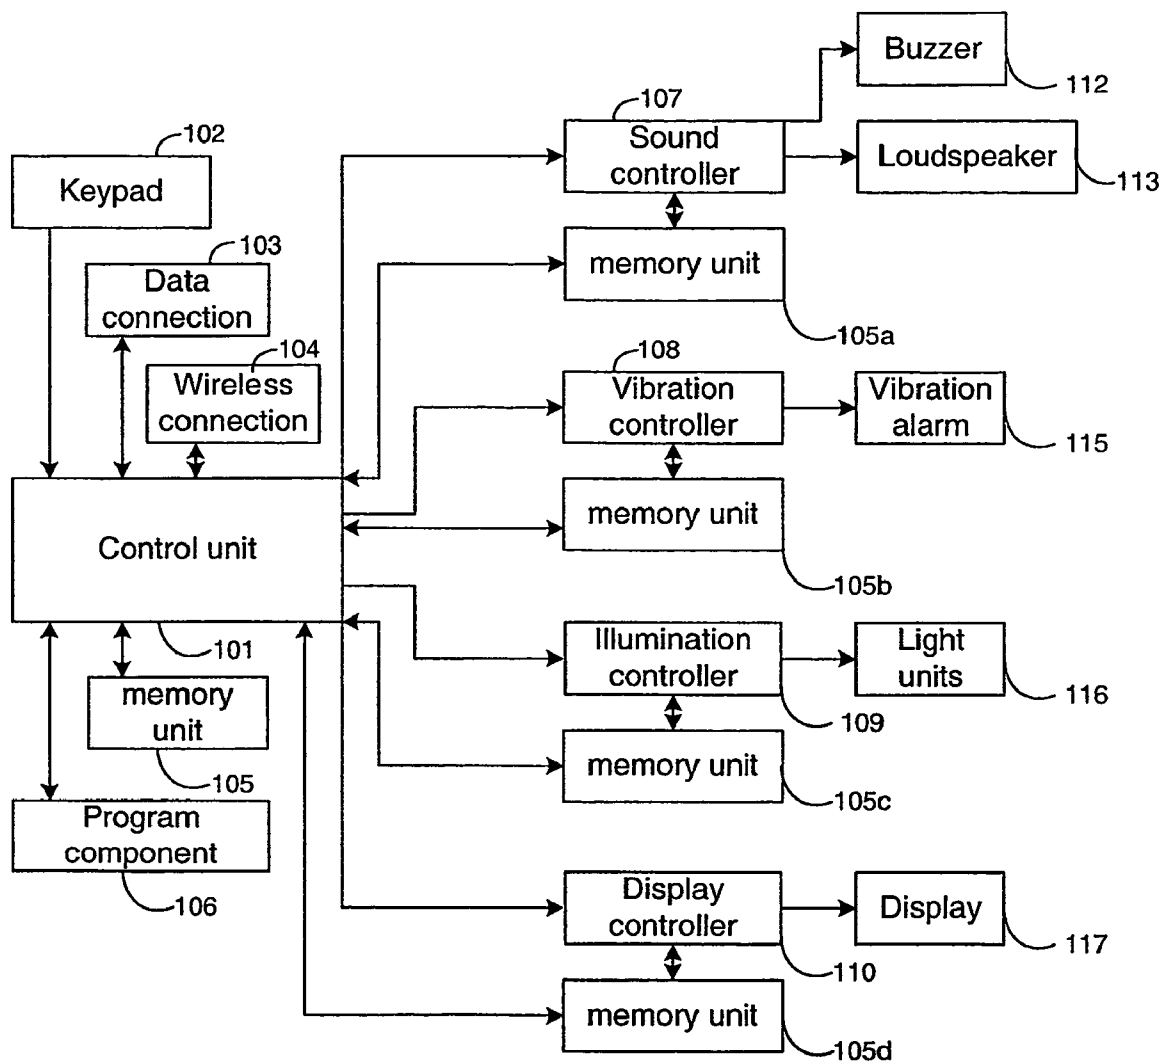 Buzzer
112
107
Sound
controller
Loudspeaker
113
102
Keypad
103
Data
connection
memory unit
105a
104
Wireless
connection
108
Vibration
controller
Vibration
alarm
115
Control unit
memory unit
105b
101
Illumination
controller
109
Light
units
116
memory
unit
105
memory unit
105c
Program
component
106
Display
controller
110
Display
117
memory unit
105d